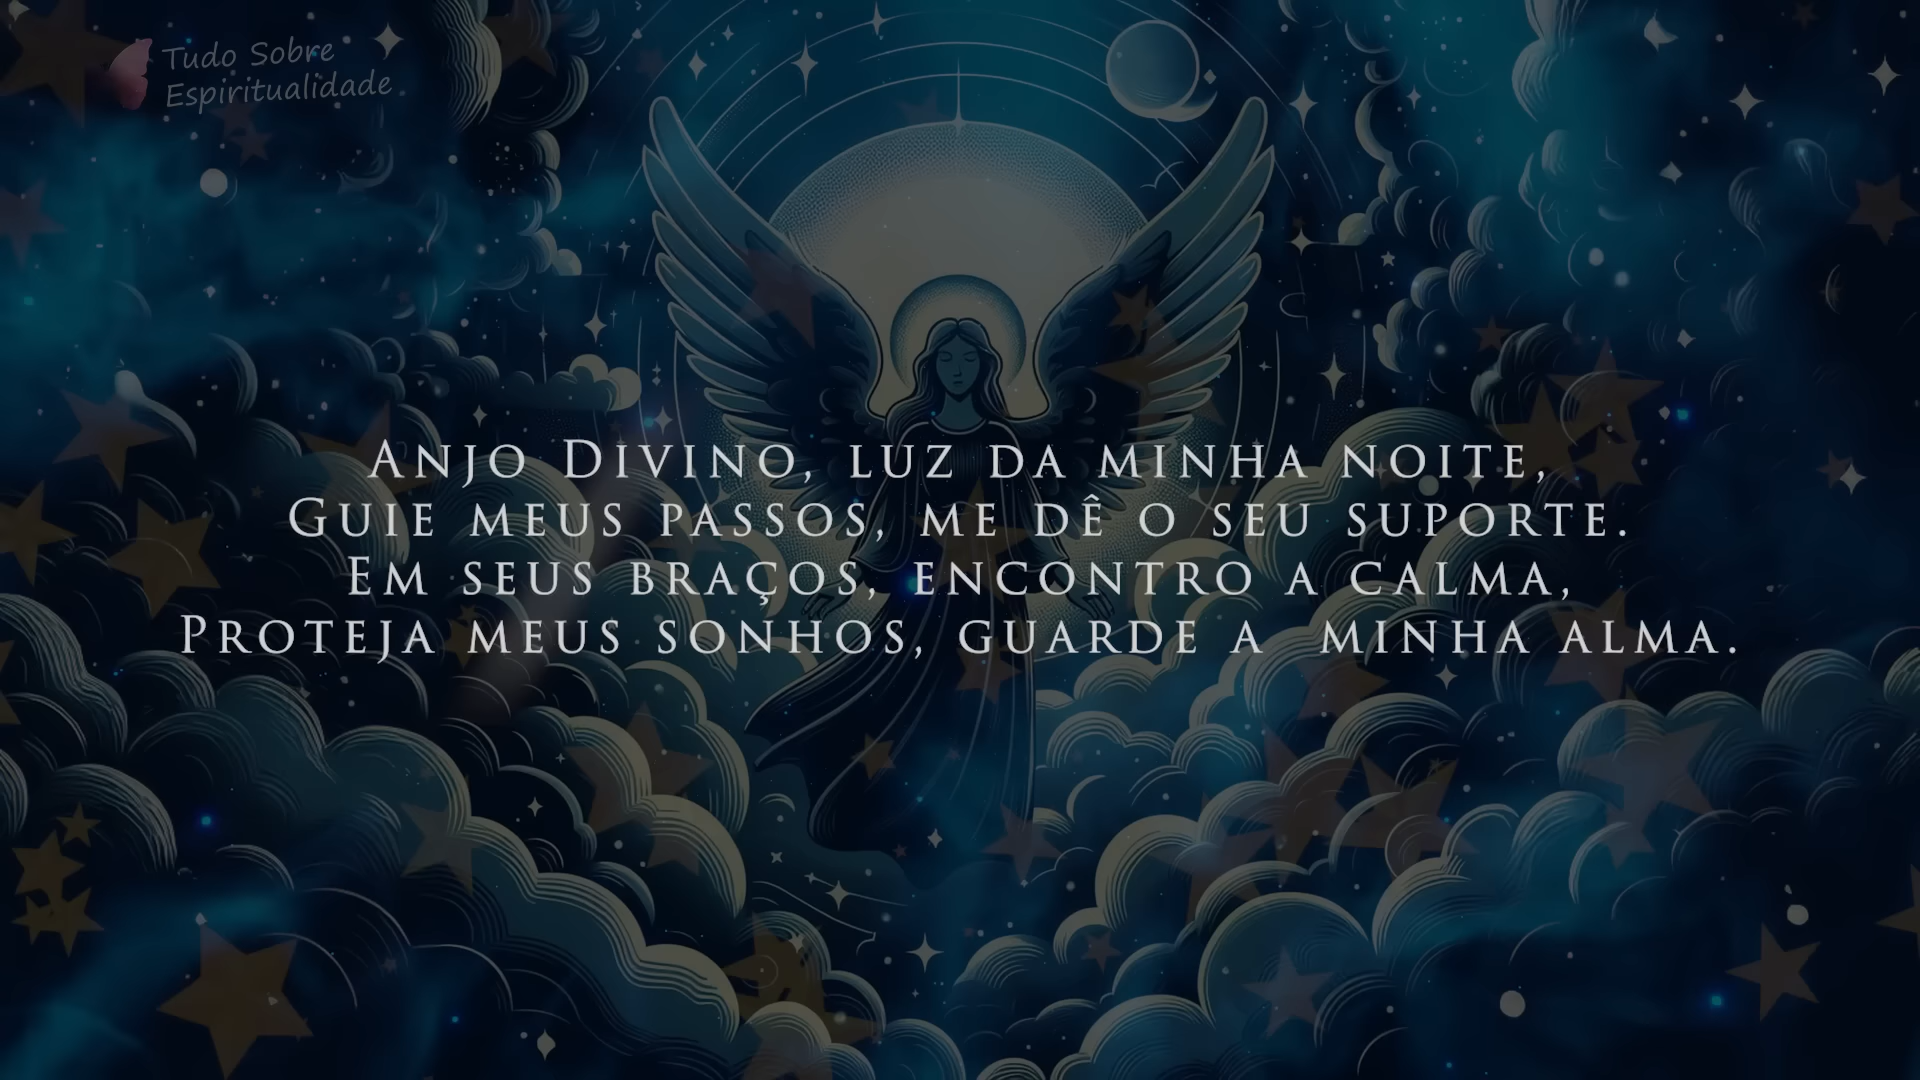 Tudo Sobre
Espiritualidade
Anjo Divino, luz da minha noite,
Guie meus passos, me dê o seu suporte.
Em seus braços, encontro a calma,
Proteja meus sonhos, guarde a minha alma.